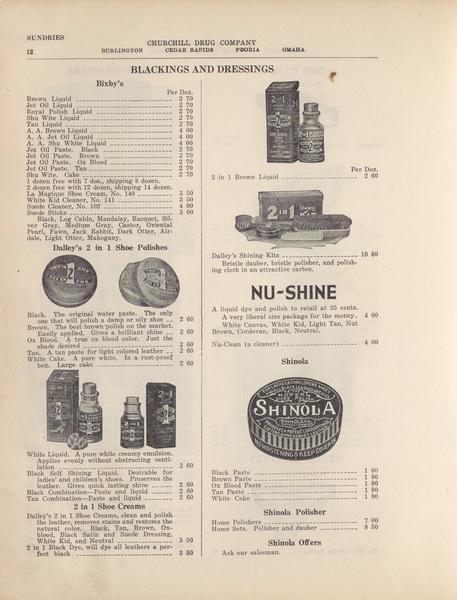 SUNDRIES
CHURCHILL DRUG COMPANY
12 BURLINGTON CEDAR RAPIDS PEORIA OMAHA
BLACKINGS AND DRESSINGS
Bixby's
Per Doz.
Brown Liquid 2 70
Jet Oil Liquid 2 70
Royal Polish Liquid 2 70
Shu Wite Liquid 2 70
Tan Liquid 2 70
A. A. Brown Liquid 4 00
A. A. Jet Oil Liquid 4 00
A. A. Shu White Liquid 4 00
Jet Oil Paste. Black 2 70
Jet Oil Paste. Brown 2 70
Jet Oil Paste. Ox Blood 2 70
Jet Oil Paste. Tan 2 70
Shu Wite. Cake 2 70
1 dozen free with 7 doz., shipping 8 dozen.
2 dozen free with 12 dozen, shipping 14 dozen.
La Magique Shoe Cream, No. 140 3 50
White Kid Cleaner, No. 141 3 50
Suede Cleaner, No. 102 4 00
Suede Sticks 3 00
Black, Log Cabin, Mandalay, Racquet, Sil-
ver Gray, Medium Gray, Castor, Oriental
Pearl, Fawn, Jack Rabbit, Dark Otter, Air-
dale, Light Otter, Mahogany.
Dalley's 2 in 1 Shoe Polishes
Black. The original water paste. The only
one that will polish a damp or oily shoe 2 60
Brown. The best brown polish on the market.
Easily applied. Gives a brilliant shine 2 60
Ox Blood. A true ox blood color. Just the
shade desired 2 60
Tan. A tan paste for light colored leather 2 60
White Cake. A pure white. In a rust-proof
box. Large cake 2 60
White Liquid. A pure white creamy emulsion.
Applies evenly without obstructing venti-
lation 2 60
Black Self Shining Liquid. Desirable for
ladies' and children's shoes. Preserves the
leather. Gives quick lasting shine 2 60
Black Combination—Paste and liquid 2 60
Tan Combination—Paste and liquid 2 60
2 in 1 Shoe Creams
Dalley's 2 in 1 Shoe Creams, clean and polish
the leather, removes stains and restores the
natural color. Black, Tan, Brown, Ox-
blood, Black Satin and Suede Dressing,
White Kid, and Neutral 3 50
2 in 1 Black Dye, will dye all leathers a per-
fect black 3 50
2in1
Per Doz.
2 in 1 Brown Liquid 2 60
2 IN 1
Dalley's Shining Kits 10 80
Bristle dauber, bristle polisher, and polish-
ing cloth in an attractive carton.
NU-SHINE
A liquid dye and polish to retail at 25 cents.
A very liberal size package for the money. 4 00
White Canvas, White Kid, Light Tan, Nut
Brown, Cordovan, Black, Neutral.
Nu-Clean (a cleaner) 4 00
Shinola
SHINOLA
Black Paste 1 80
Brown Paste 1 80
Ox Blood Paste 1 80
Tan Paste 1 80
White Cake 1 80
Shinola Polisher
Home Polishers 7 00
Home Sets. Polisher and dauber 8 50
Shinola Offers
Ask our salesman.